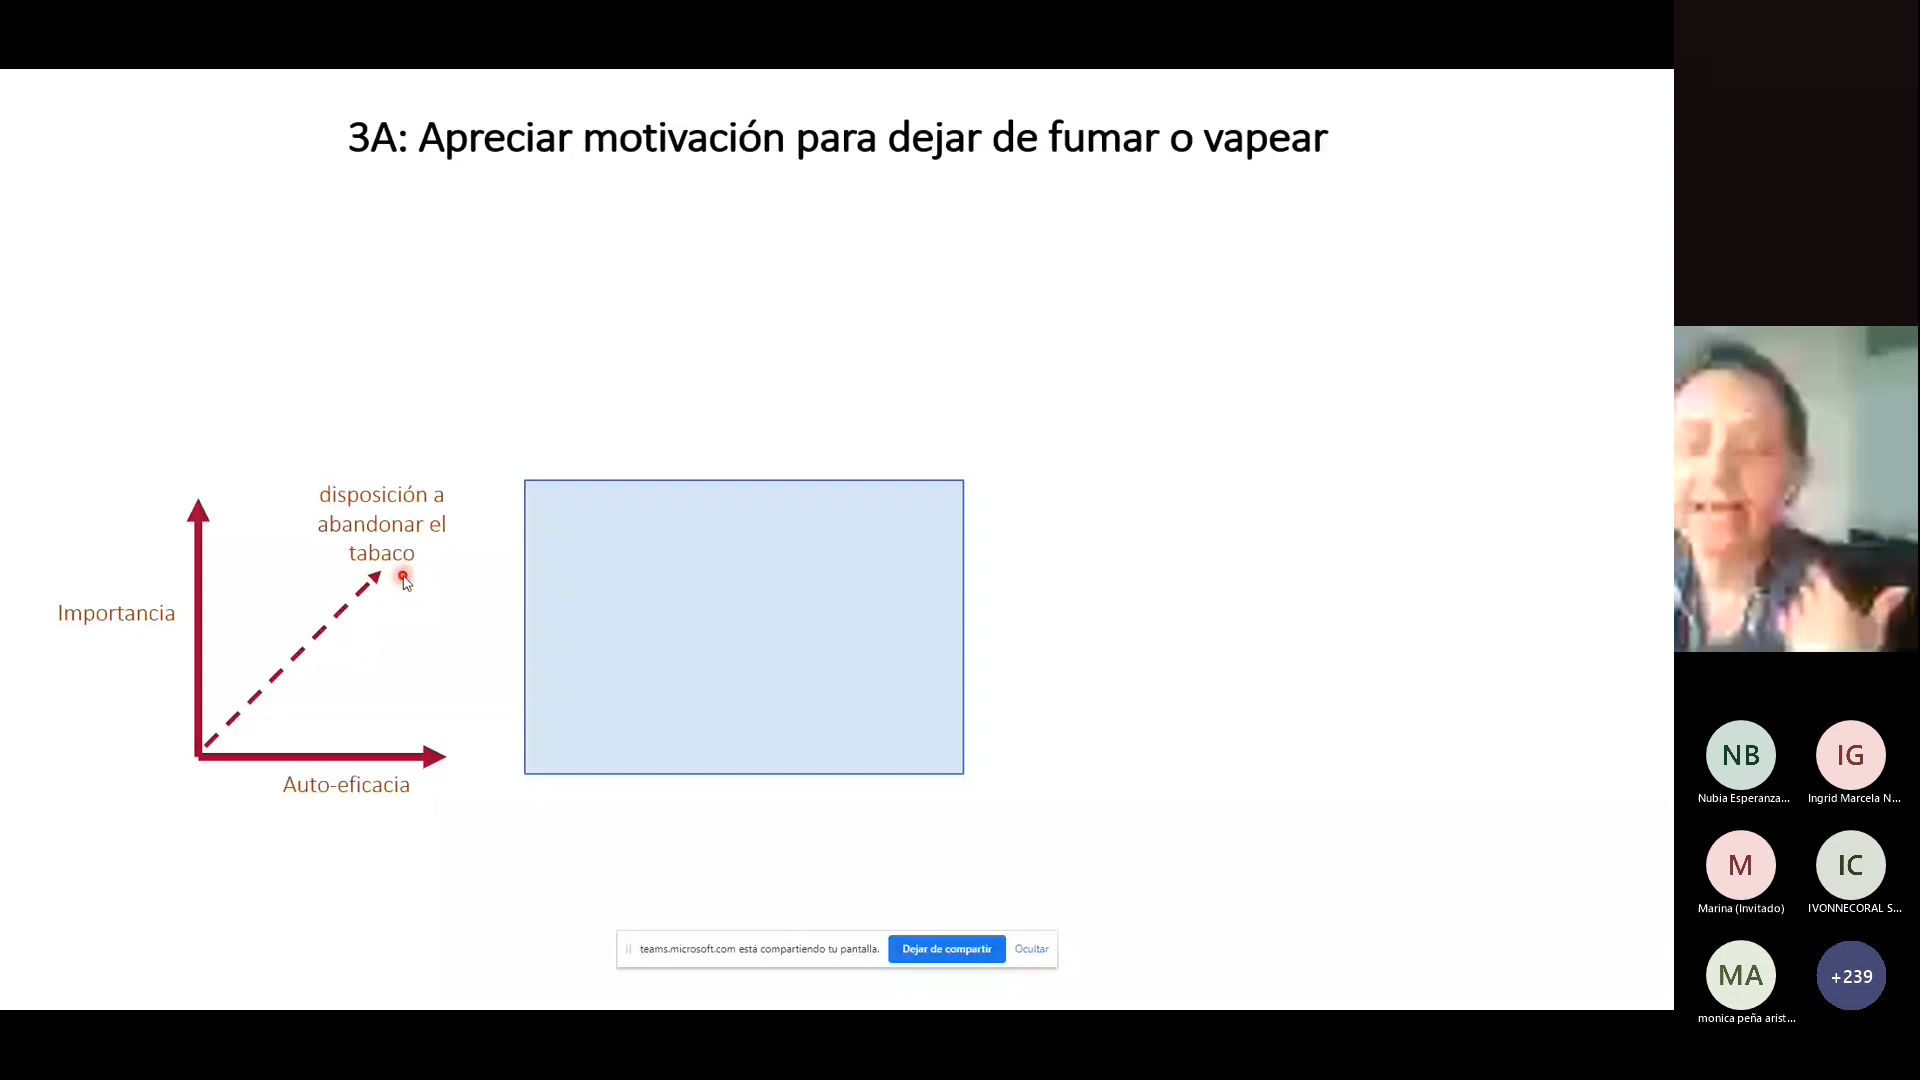 3A: Apreciar motivación para dejar de fumar o vapear
disposición a
abandonar el
tabaco
Importancia
Auto-eficacia
teams.microsoft.com está compartiendo tu pantalla.
Dejar de compartir
Ocultar
NB
IG
Nubia Esperanza...
Ingrid Marcela N...
M
IC
Marina (Invitado)
IVONNECORAL S...
MA
+239
monica peña arist...